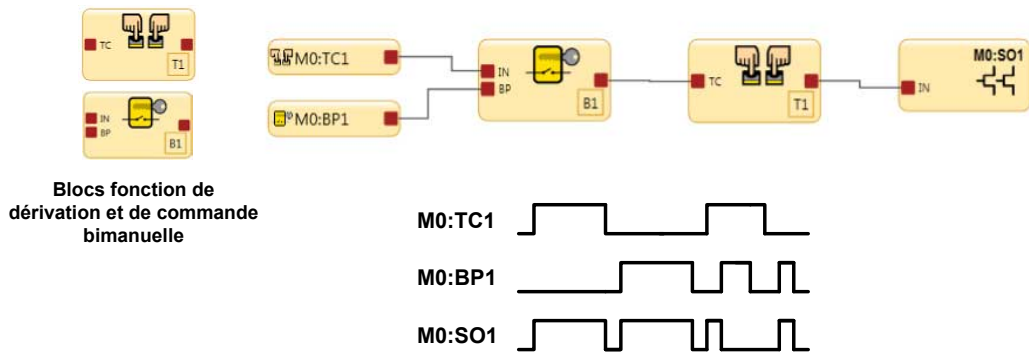 TC
T1
IN
BP
B1
Blocs fonction de
dérivation et de commande
bimanuelle
M0:TC1
M0:BP1
IN
BP
B1
TC
T1
M0:SO1
IN
M0:TC1
M0:BP1
M0:SO1